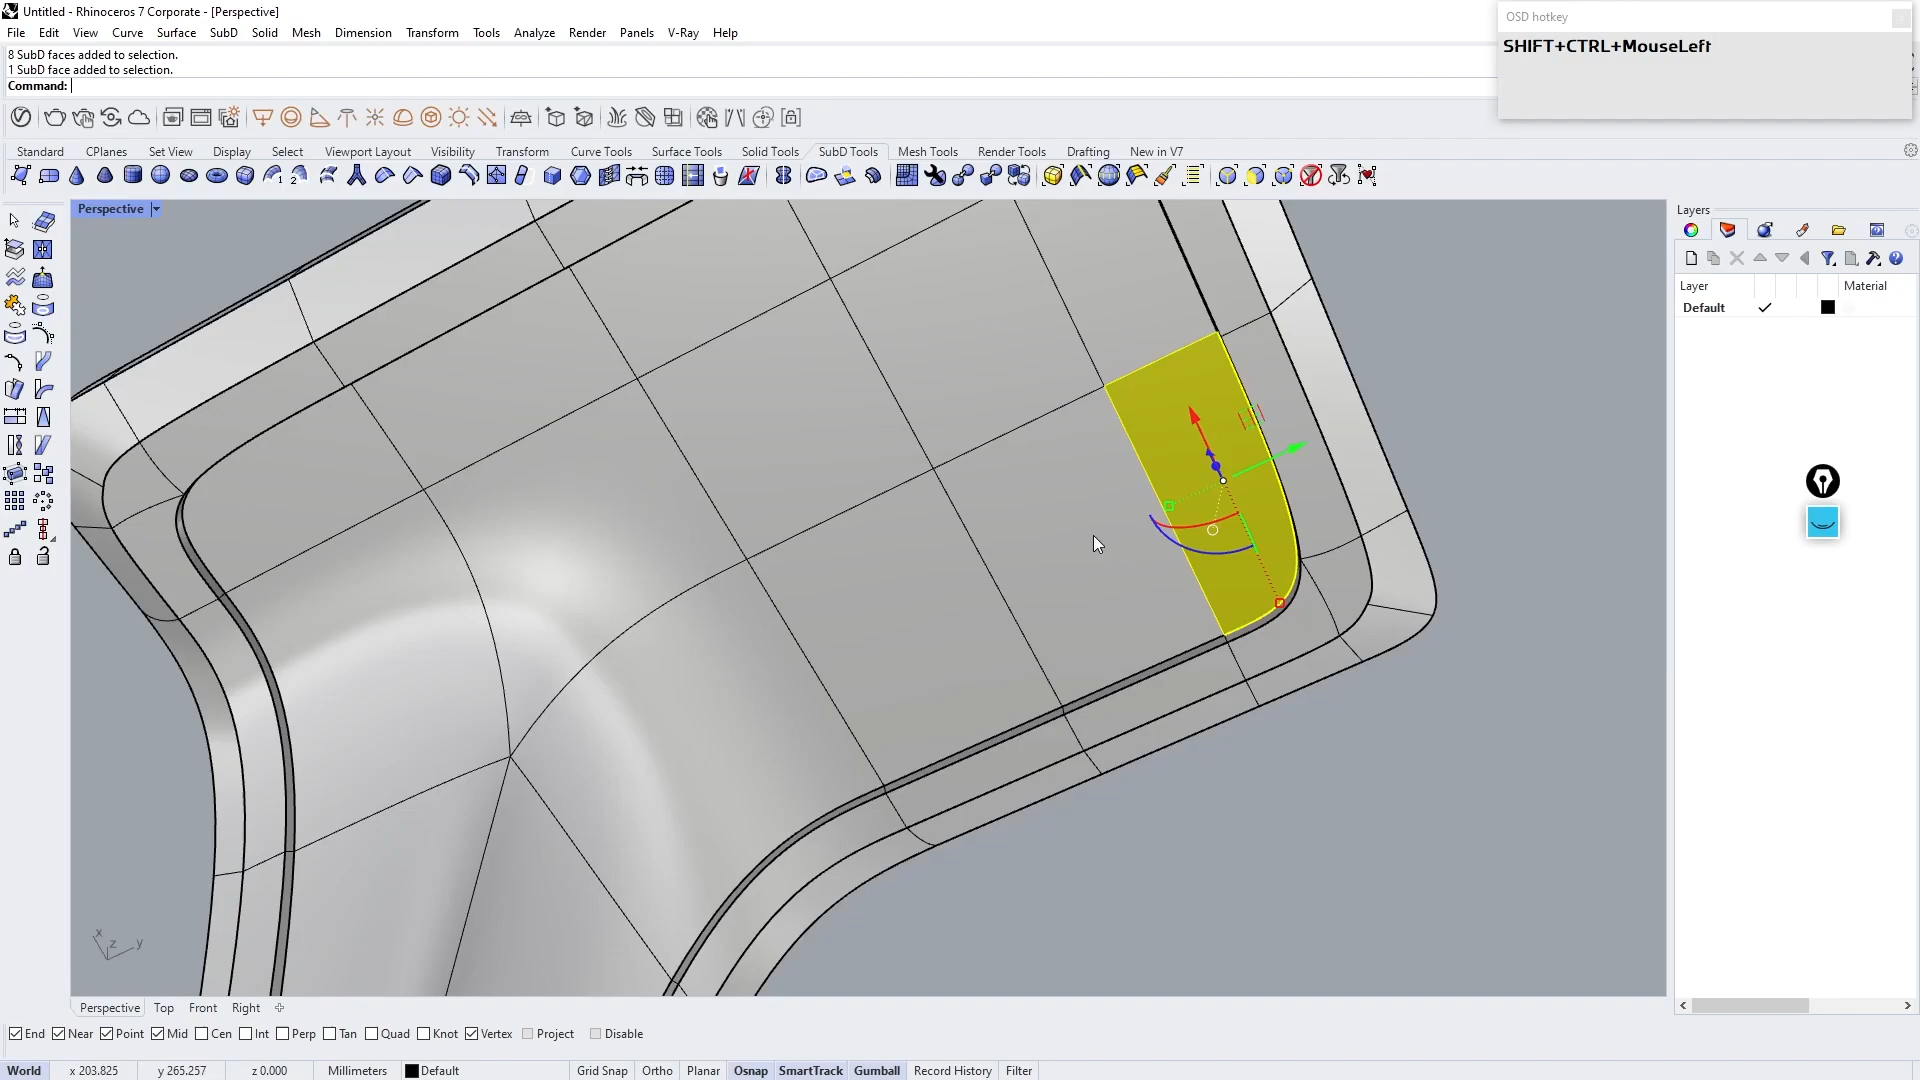 Untitled - Rhinoceros 7 Corporate - [Perspective]
OSD hotkey
File Edit View Curve Surface SubD Solid Mesh Dimension Transform Tools Analyze Render Panels V-Ray Help
SHIFT+CTRL+MouseLeft
8 SubD faces added to selection.
1 SubD face added to selection.
Command:
Standard CPlanes Set View Display Select Viewport Layout Visibility Transform Curve Tools Surface Tools Solid Tools SubD Tools Mesh Tools Render Tools Drafting New in V7
Perspective
Layers
Layer Material
Default
x z y
Perspective Top Front Right
End Near Point Mid Cen Int Perp Tan Quad Knot Vertex Project Disable
World x 203.825 y 265.257 z 0.000 Millimeters Default Grid Snap Ortho Planar Osnap SmartTrack Gumball Record History Filter